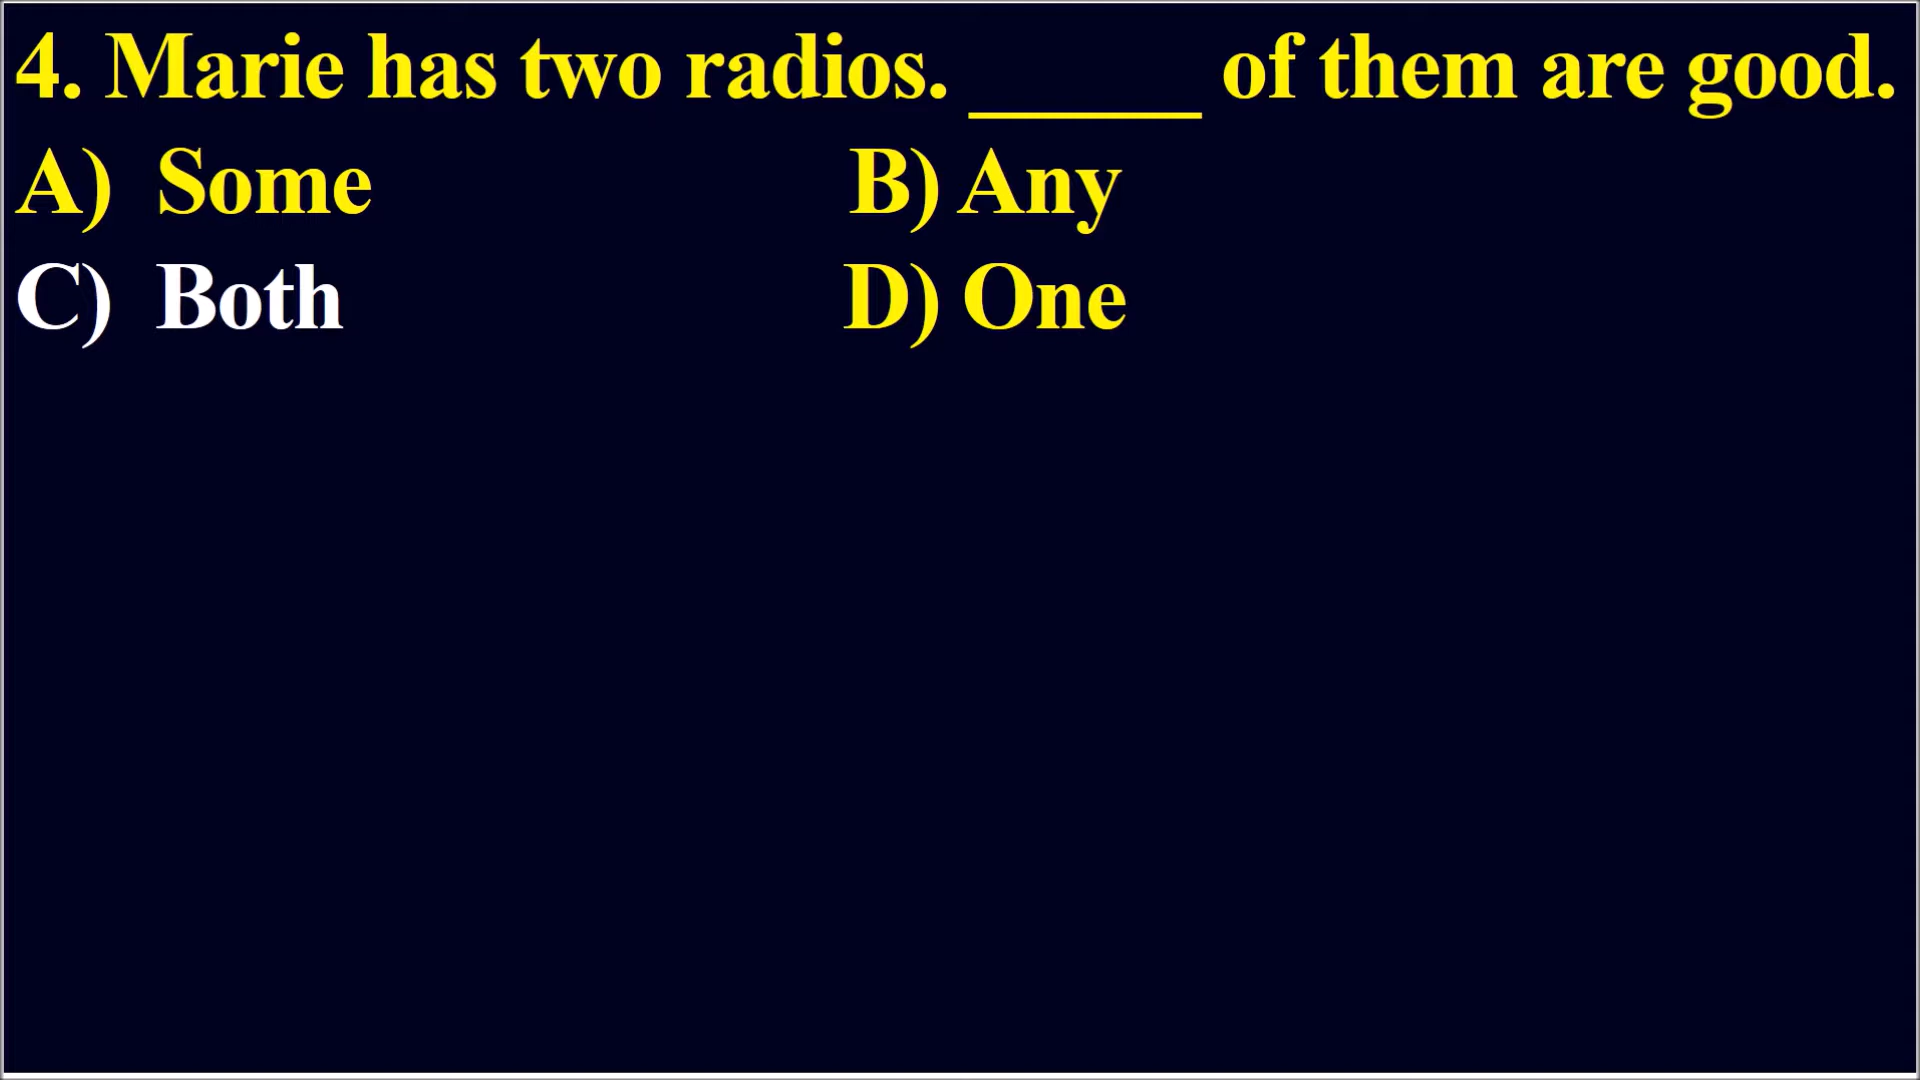 4. Marie has two radios. ______ of them are good.
A) Some B) Any
C) Both D) One